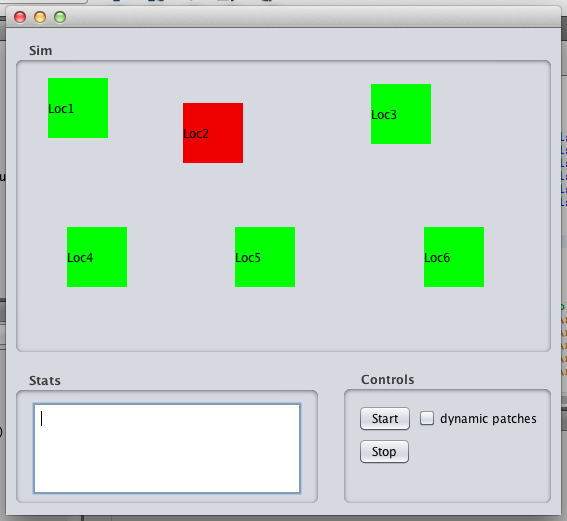 Sim
Loc1
Loc2
Loc3
Loc4
Loc5
Loc6
Stats
Controls
Start
dynamic patches
Stop